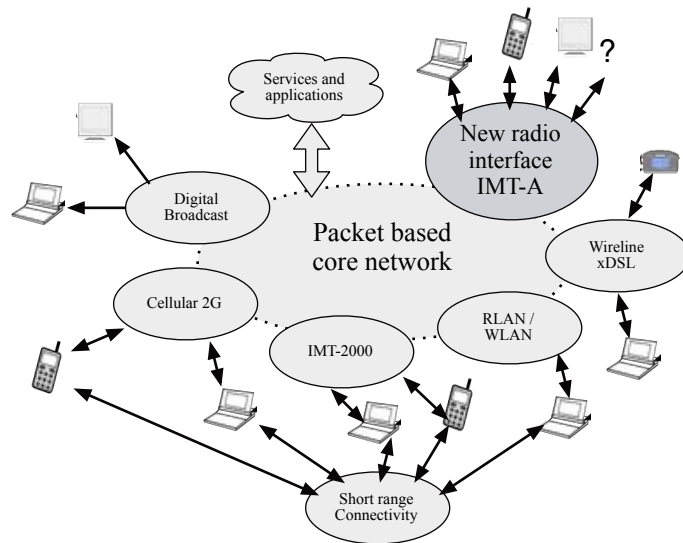 Services and
applications
?
New radio
interface
IMT-A
Digital
Broadcast
Packet based
core network
Wireline
xDSL
Cellular 2G
RLAN /
WLAN
IMT-2000
Short range
Connectivity